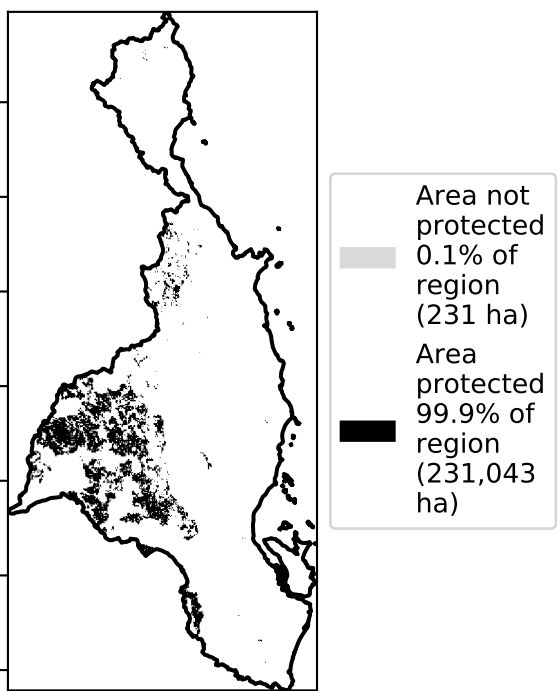 Area not
protected
0.1% of
region
(231 ha)
Area
protected
99.9% of
region
(231,043
ha)